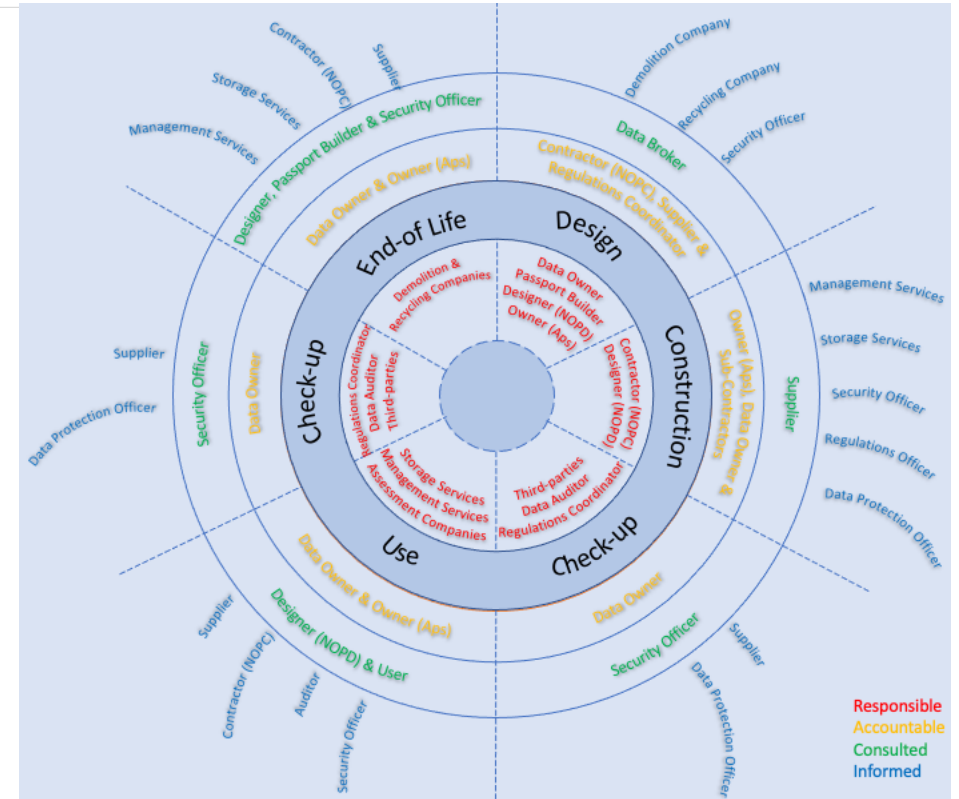 Demolition Company
Recycling Company
Security Officer
Data Broker
Contractor (NOPC), Supplier &
Regulations Coordinator
Design
Data Owner
Passport Builder
Designer (NOPD)
Owner (Aps)
Management Services
Storage Services
Security Officer
Regulations Officer
Data Protection Officer
Supplier
Owner (Aps), Data Owner &
Sub Contractors
Construction
Contractor (NOPC)
Designer (NOPD)
Third-parties
Data Auditor
Regulations Coordinator
Check-up
Data Owner
Security Officer
Supplier
Data Protection Officer
Storage Services
Management Services
Assessment Companies
Use
Data Owner & Owner (Aps)
Designer (NOPD) & User
Supplier
Contractor (NOPC)
Auditor
Security Officer
Regulations Coordinator
Data Auditor
Third-parties
Check-up
Data Owner
Security Officer
Supplier
Data Protection Officer
Demolition &
Recycling Companies
End-of Life
Data Owner & Owner (Aps)
Designer, Passport Builder & Security Officer
Management Services
Storage Services
Contractor (NOPC)
Supplier
Responsible
Accountable
Consulted
Informed